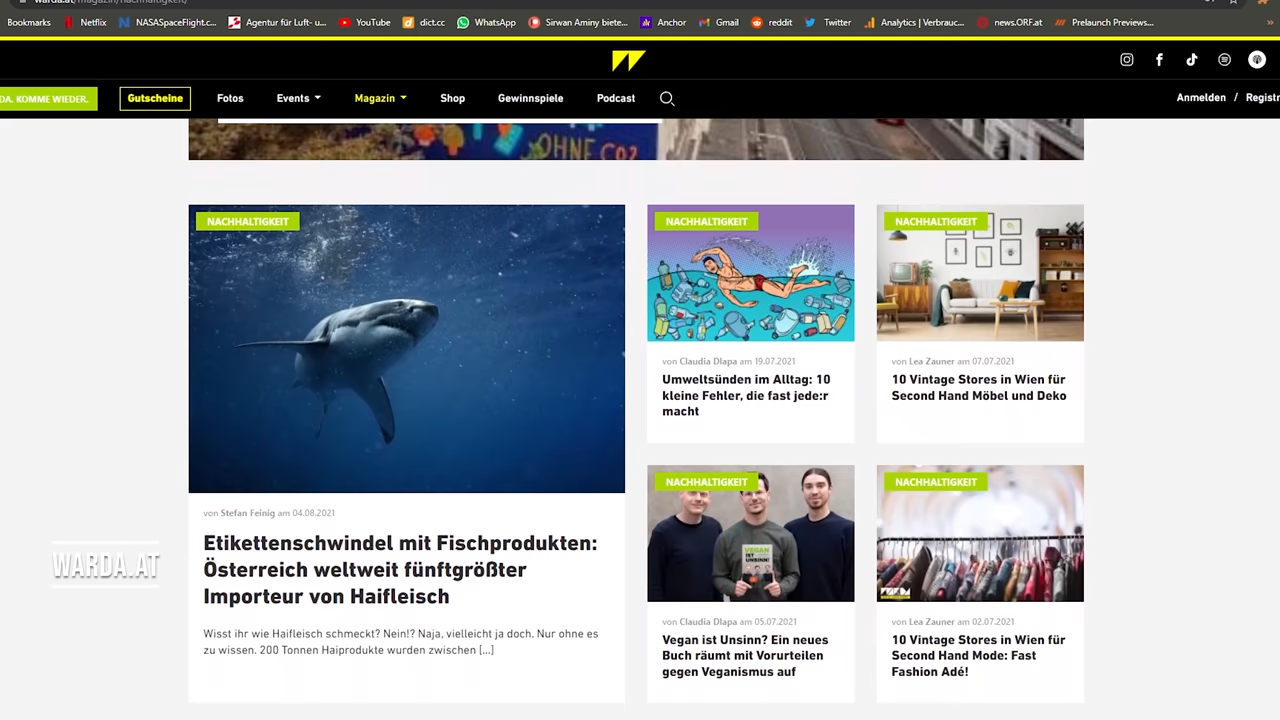 warda.at/magazin/nachhaltigkeit/
Bookmarks Netflix NASASpaceFlight.c... Agentur für Luft- u... YouTube dict.cc WhatsApp Sirwan Aminy biete... Anchor Gmail reddit Twitter Analytics | Verbrauc... news.ORF.at Prelaunch Previews... »
DA. KOMME WIEDER. Gutscheine Fotos Events Magazin Shop Gewinnspiele Podcast Anmelden / Registr
OHNE CO2
NACHHALTIGKEIT
von Stefan Feinig am 04.08.2021
Etikettenschwindel mit Fischprodukten:
Österreich weltweit fünftgrößter
Importeur von Haifleisch
Wisst ihr wie Haifleisch schmeckt? Nein!? Naja, vielleicht ja doch. Nur ohne es
zu wissen. 200 Tonnen Haiprodukte wurden zwischen [...]
NACHHALTIGKEIT
von Claudia Dlapa am 19.07.2021
Umweltsünden im Alltag: 10
kleine Fehler, die fast jede:r
macht
NACHHALTIGKEIT
von Lea Zauner am 07.07.2021
10 Vintage Stores in Wien für
Second Hand Möbel und Deko
NACHHALTIGKEIT
VEGAN
IST
UNSINN!
von Claudia Dlapa am 05.07.2021
Vegan ist Unsinn? Ein neues
Buch räumt mit Vorurteilen
gegen Veganismus auf
NACHHALTIGKEIT
von Lea Zauner am 02.07.2021
10 Vintage Stores in Wien für
Second Hand Mode: Fast
Fashion Adé!
WARDA.AT